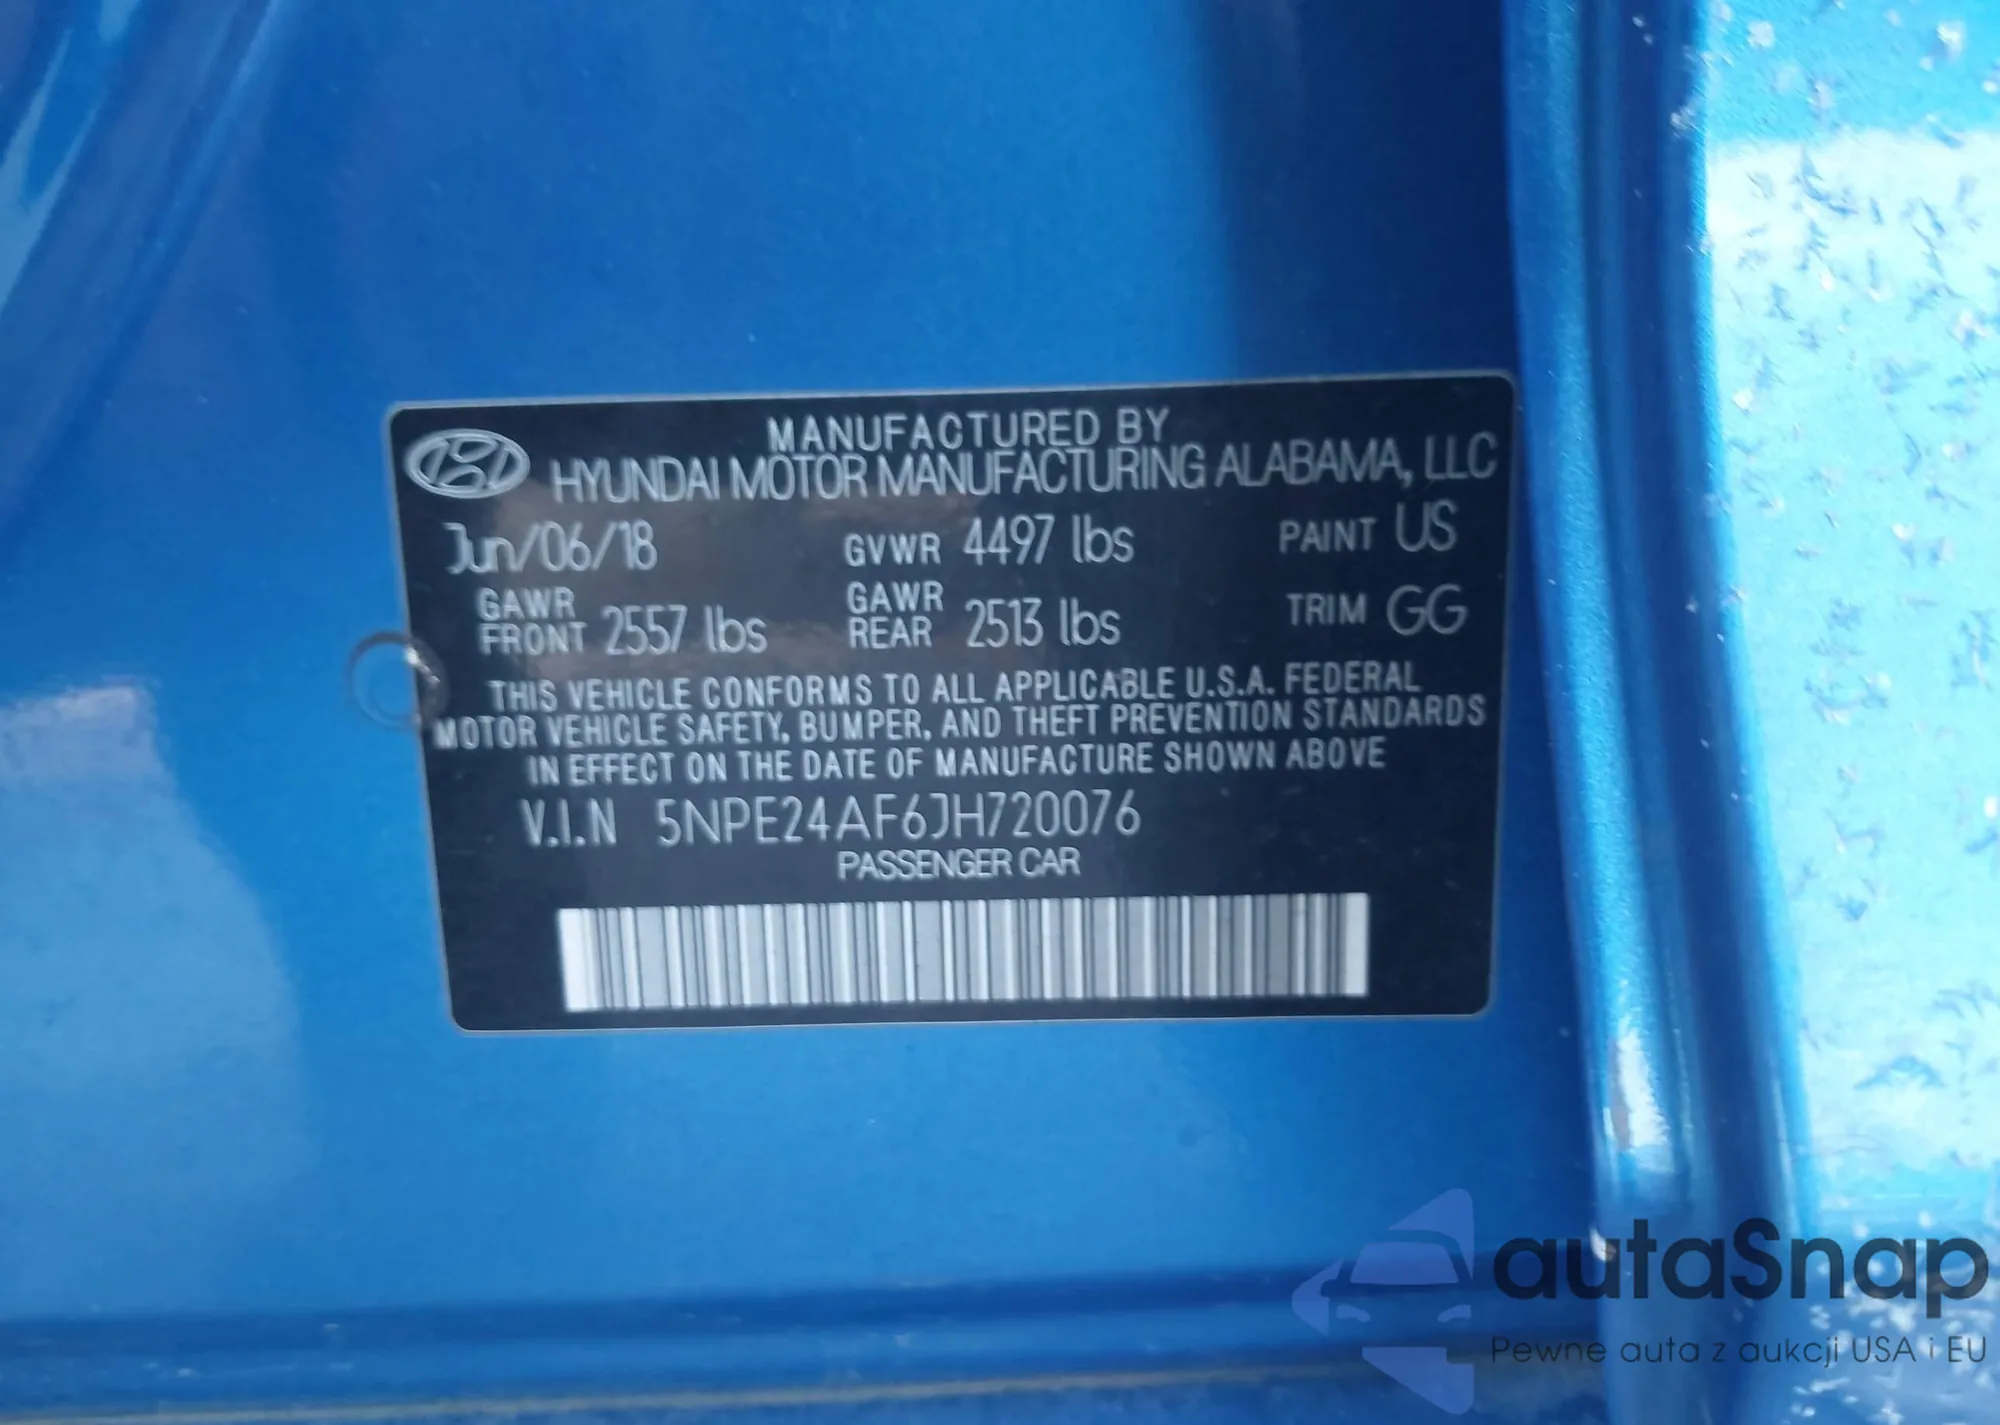 MANUFACTURED BY
HYUNDAI MOTOR MANUFACTURING ALABAMA, LLC
Jun/06/18 GVWR 4497 lbs PAINT US
GAWR FRONT 2557 lbs GAWR REAR 2513 lbs TRIM GG
THIS VEHICLE CONFORMS TO ALL APPLICABLE U.S.A. FEDERAL
MOTOR VEHICLE SAFETY, BUMPER, AND THEFT PREVENTION STANDARDS
IN EFFECT ON THE DATE OF MANUFACTURE SHOWN ABOVE
V.I.N 5NPE24AF6JH720076
PASSENGER CAR
autaSnap
Pewne auta z aukcji USA i EU